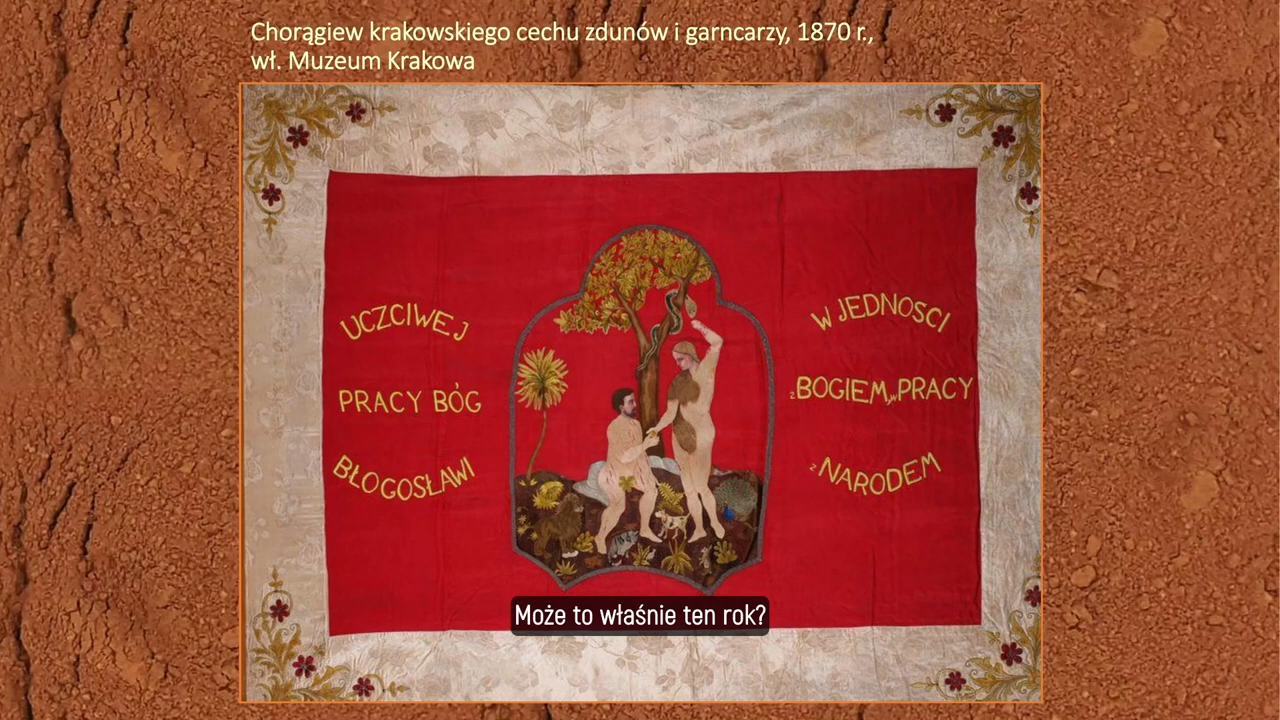 Chorągiew krakowskiego cechu zdunów i garncarzy, 1870 r.,
wł. Muzeum Krakowa
UCZCIWEJ
PRACY BÓG
BŁOGOSŁAWI
W JEDNOSCI
z BOGIEM, w PRACY
z NARODEM
Może to właśnie ten rok?